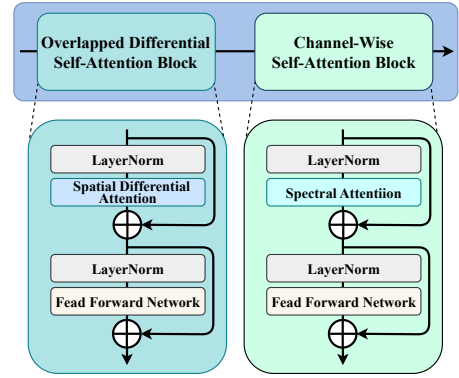 Overlapped Differential
Self-Attention Block
Channel-Wise
Self-Attention Block
LayerNorm
Spatial Differential
Attention
LayerNorm
Fead Forward Network
LayerNorm
Spectral Attentiion
LayerNorm
Fead Forward Network